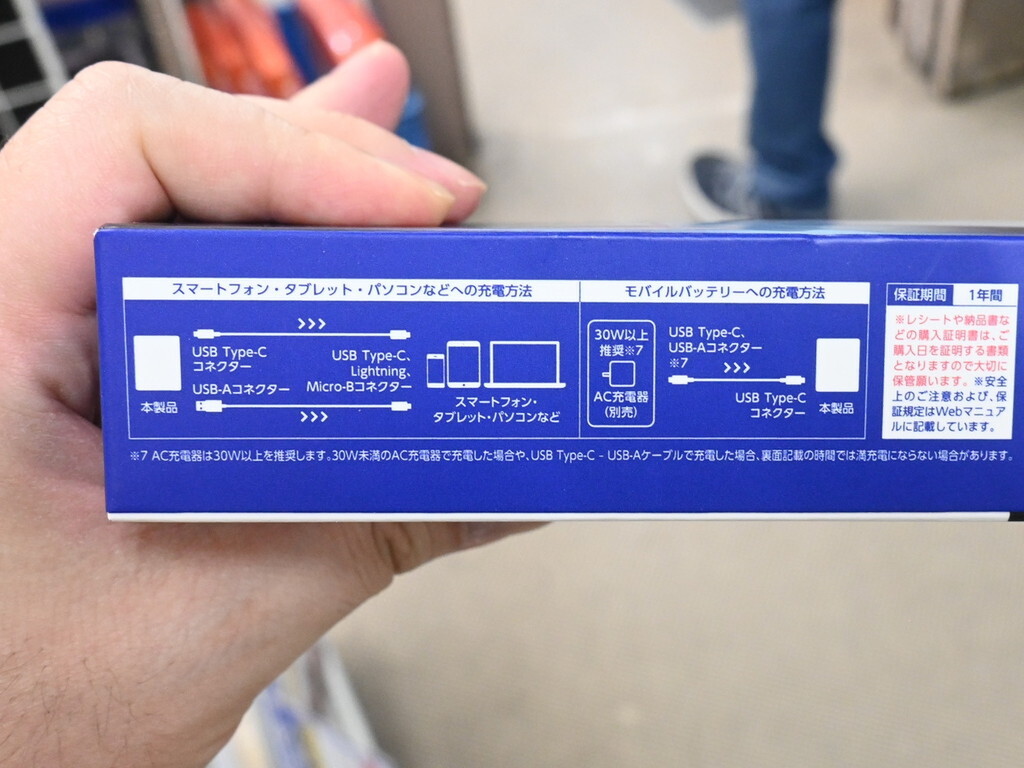 スマートフォン・タブレット・パソコンなどへの充電方法
本製品
USB Type-C
コネクター
USB-Aコネクター
USB Type-C、
Lightning、
Micro-Bコネクター
スマートフォン・
タブレット・パソコンなど
モバイルバッテリーへの充電方法
30W以上
推奨※7
AC充電器
(別売)
USB Type-C、
USB-Aコネクター
※7
USB Type-C
コネクター
本製品
保証期間 1年間
※レシートや納品書な
どの購入証明書は、ご
購入日を証明する書類
となりますので大切に
保管願います。※安全
上のご注意および、保
証規定はWebマニュア
ルに記載しています。
※7 AC充電器は30W以上を推奨します。30W未満のAC充電器で充電した場合や、USB Type-C – USB-Aケーブルで充電した場合、裏面記載の時間では満充電にならない場合があります。